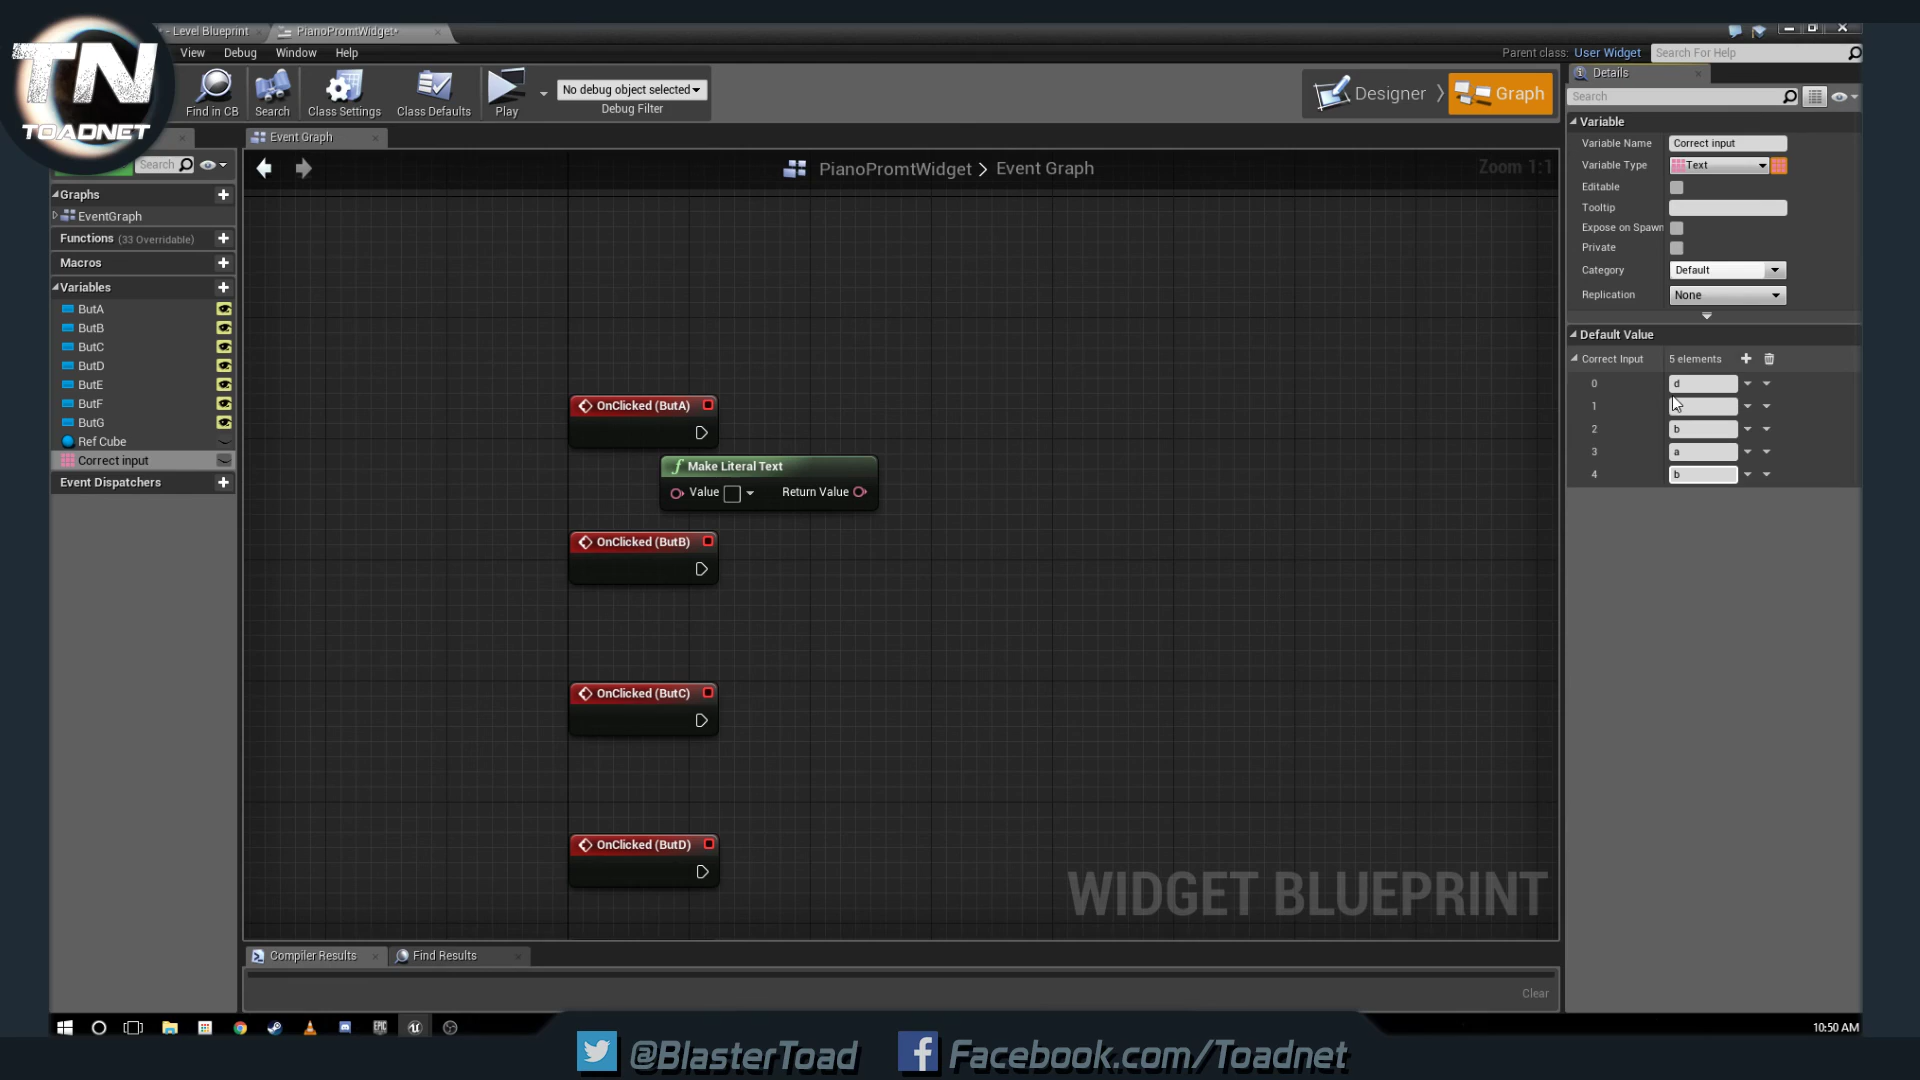 - Level Blueprint
PianoPromtWidget*
View
Debug
Window
Help
Parent class:
User Widget
Search For Help
TN
TOADNET
Find in CB
Search
Class Settings
Class Defaults
Play
No debug object selected
Debug Filter
Designer
Graph
Details
Search
Search
Event Graph
PianoPromtWidget > Event Graph
Zoom 1:1
Graphs
EventGraph
Functions (33 Overridable)
Macros
Variables
ButA
ButB
ButC
ButD
ButE
ButF
ButG
Ref Cube
Correct input
Event Dispatchers
OnClicked (ButA)
Make Literal Text
Value
Return Value
OnClicked (ButB)
OnClicked (ButC)
OnClicked (ButD)
WIDGET BLUEPRINT
Variable
Variable Name
Correct input
Variable Type
Text
Editable
Tooltip
Expose on Spawn
Private
Category
Default
Replication
None
Default Value
Correct Input
5 elements
0
d
1
2
b
3
a
4
b
Compiler Results
Find Results
Clear
EPIC
10:50 AM
@BlasterToad
Facebook.com/Toadnet